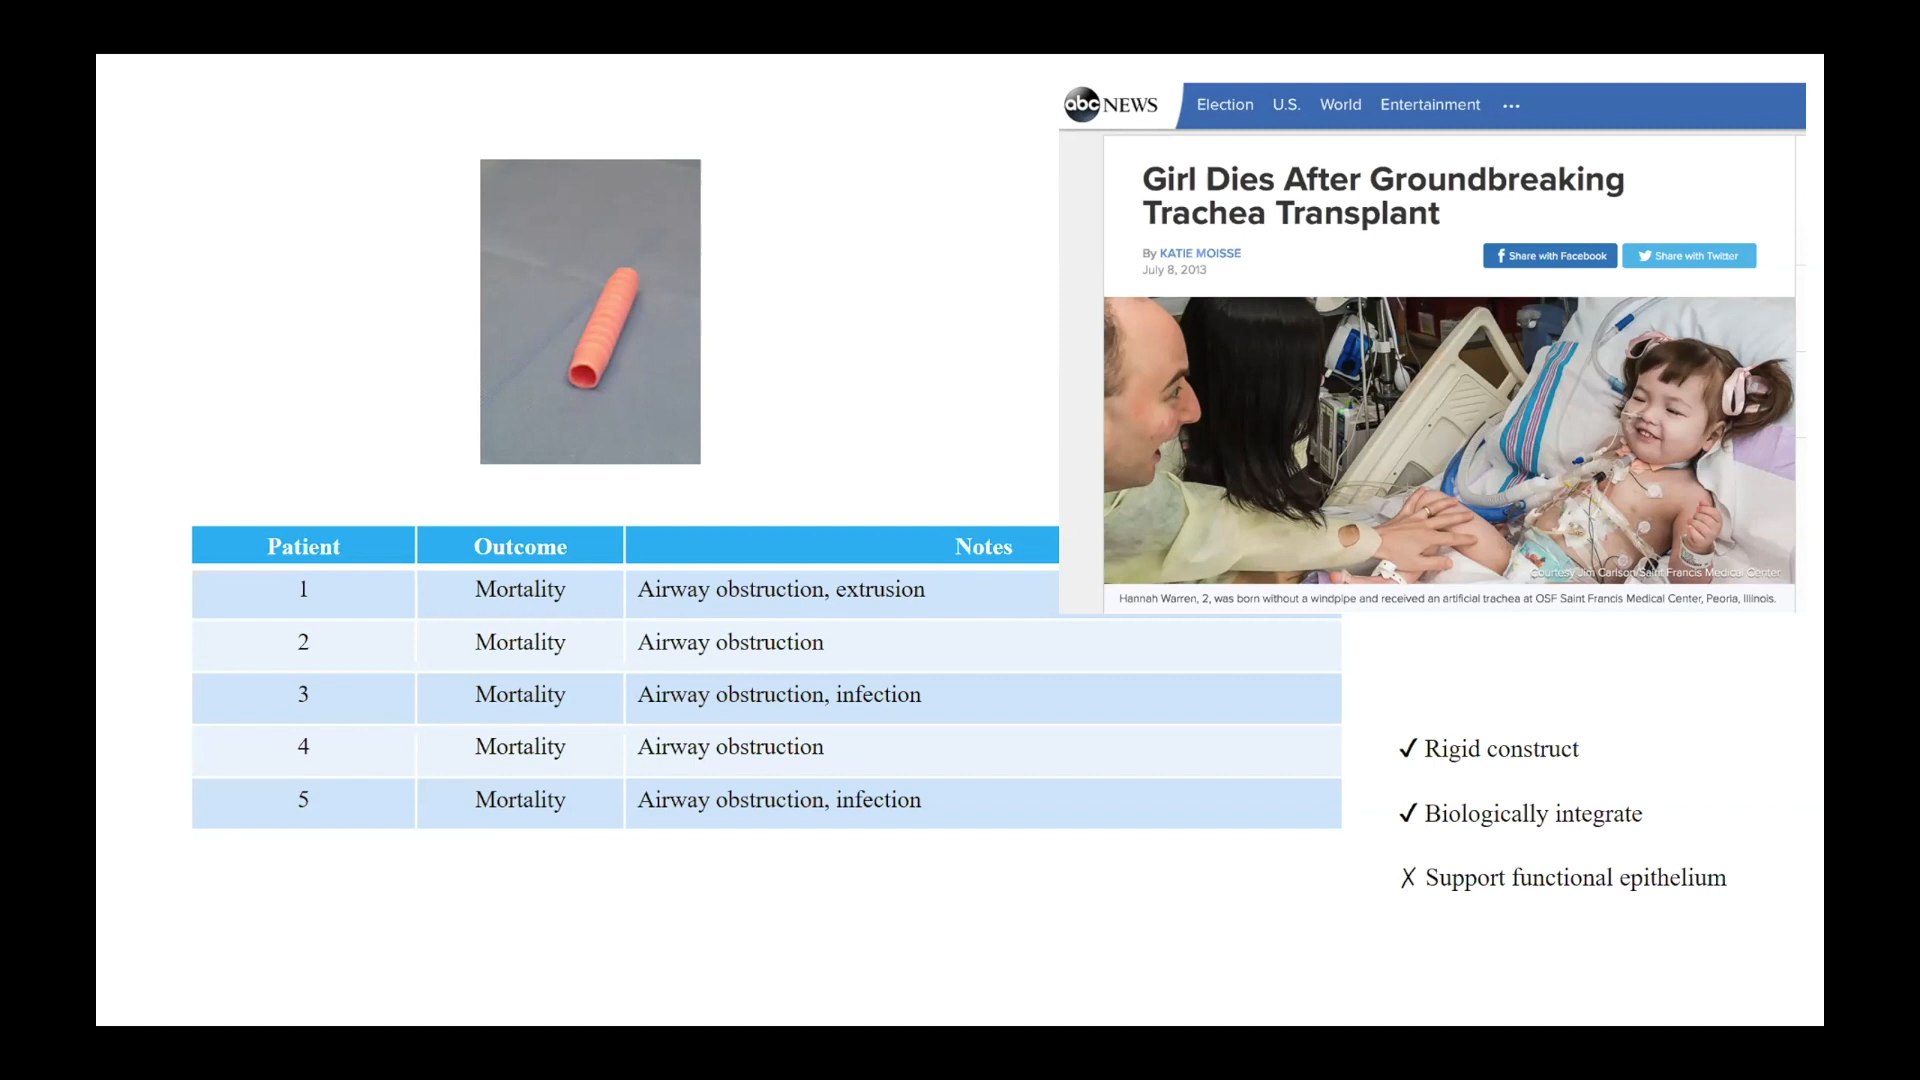 abc NEWS Election U.S. World Entertainment ...
Girl Dies After Groundbreaking
Trachea Transplant
By KATIE MOISSE
July 8, 2013
Share with Facebook Share with Twitter
Courtesy Jim Carlson/Saint Francis Medical Center
Hannah Warren, 2, was born without a windpipe and received an artificial trachea at OSF Saint Francis Medical Center, Peoria, Illinois.
Patient Outcome Notes
1 Mortality Airway obstruction, extrusion
2 Mortality Airway obstruction
3 Mortality Airway obstruction, infection
4 Mortality Airway obstruction
5 Mortality Airway obstruction, infection
✓ Rigid construct
✓ Biologically integrate
✗ Support functional epithelium